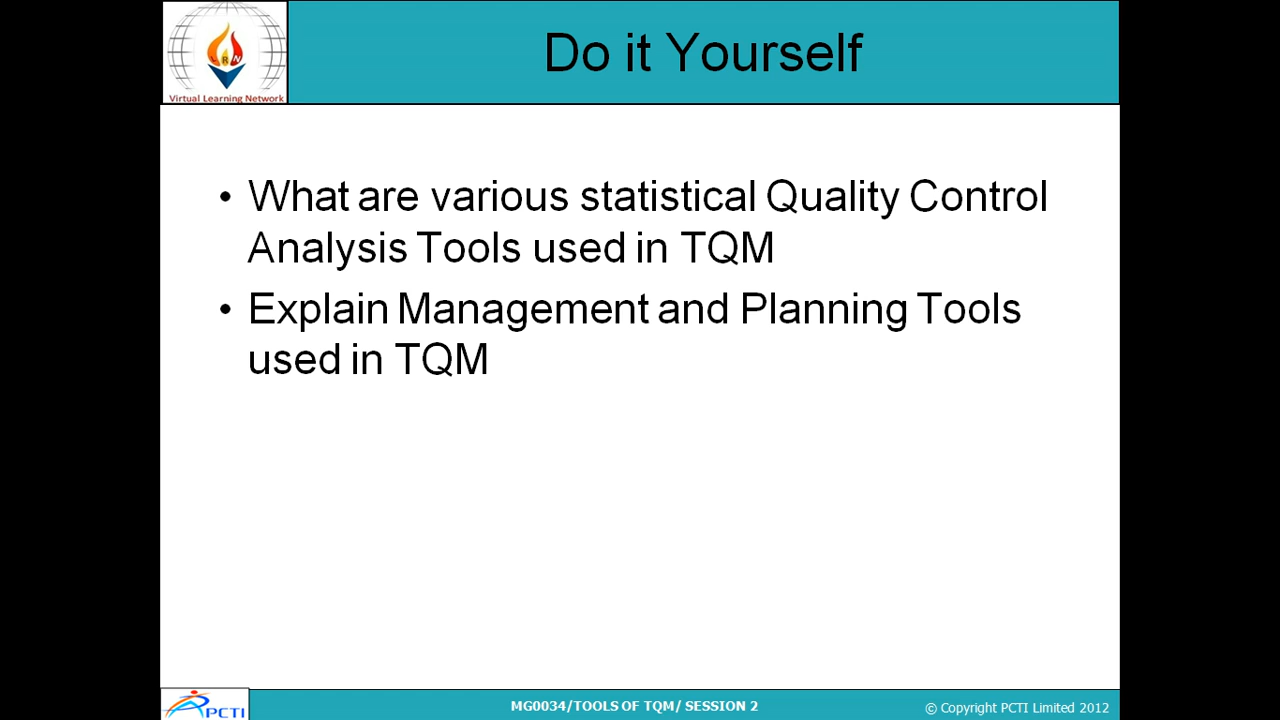 Do it Yourself
Virtual Learning Network
• What are various statistical Quality Control
Analysis Tools used in TQM
• Explain Management and Planning Tools
used in TQM
PCTI
MG0034/TOOLS OF TQM/ SESSION 2
© Copyright PCTI Limited 2012